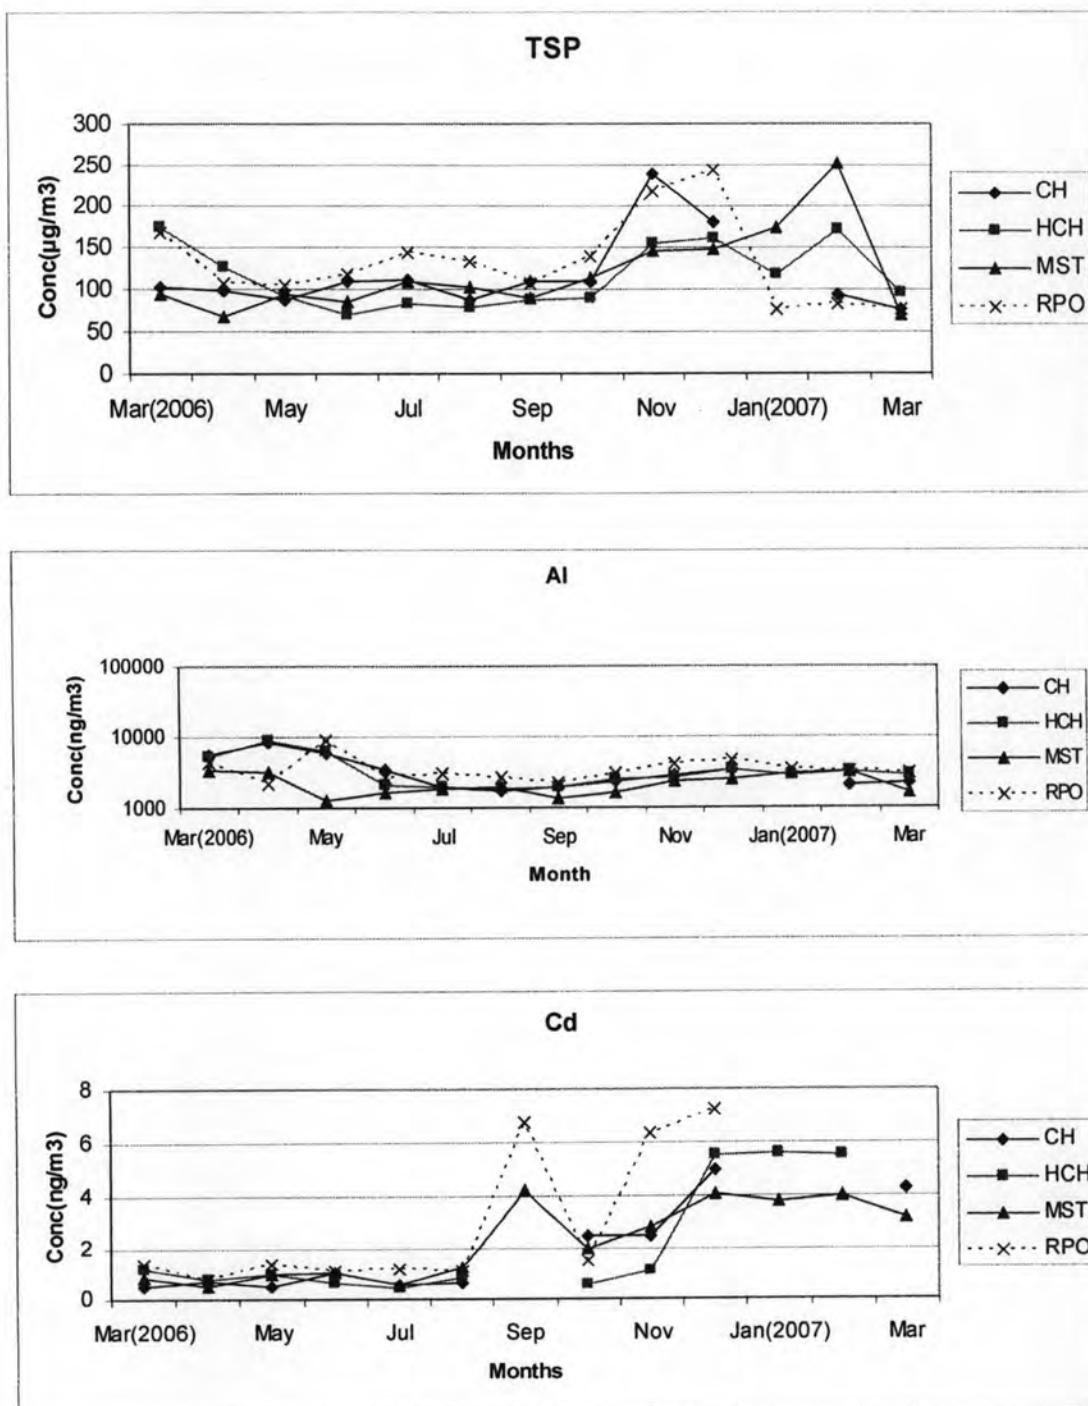 TSP
300
250
200
150
100
50
0
Conc(µg/m3)
Mar(2006) May Jul Sep Nov Jan(2007) Mar
Months
CH
HCH
MST
RPO
Al
100000
10000
1000
Conc(ng/m3)
Mar(2006) May Jul Sep Nov Jan(2007) Mar
Month
CH
HCH
MST
RPO
Cd
8
6
4
2
0
Conc(ng/m3)
Mar(2006) May Jul Sep Nov Jan(2007) Mar
Months
CH
HCH
MST
RPO